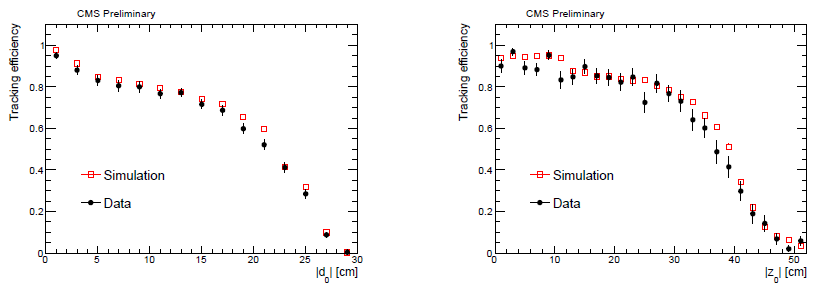 CMS Preliminary
Tracking efficiency
1
0.8
0.6
0.4
0.2
0
Simulation
Data
0 5 10 15 20 25 30
|d0| [cm]
CMS Preliminary
Tracking efficiency
1
0.8
0.6
0.4
0.2
0
Simulation
Data
0 10 20 30 40 50
|z0| [cm]